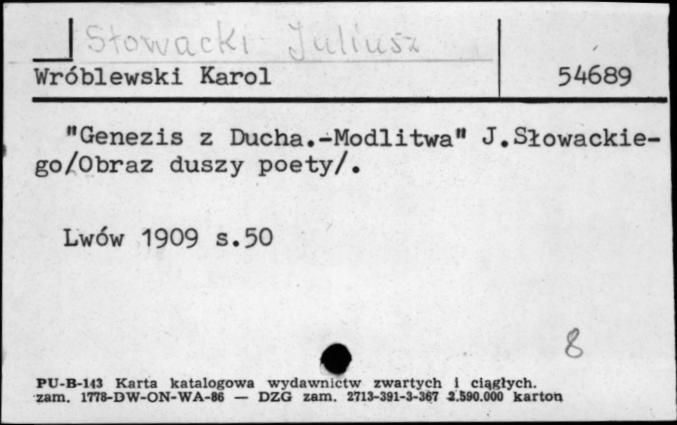 Słowacki Juliusz
Wróblewski Karol 54689
"Genezis z Ducha.-Modlitwa" J.Słowackie-
go/Obraz duszy poety/.
Lwów 1909 s.50
8
PU-B-143 Karta katalogowa wydawnictw zwartych i ciągłych.
zam. 1778-DW-ON-WA-86 — DZG zam. 2713-391-3-367 2.590.000 karton